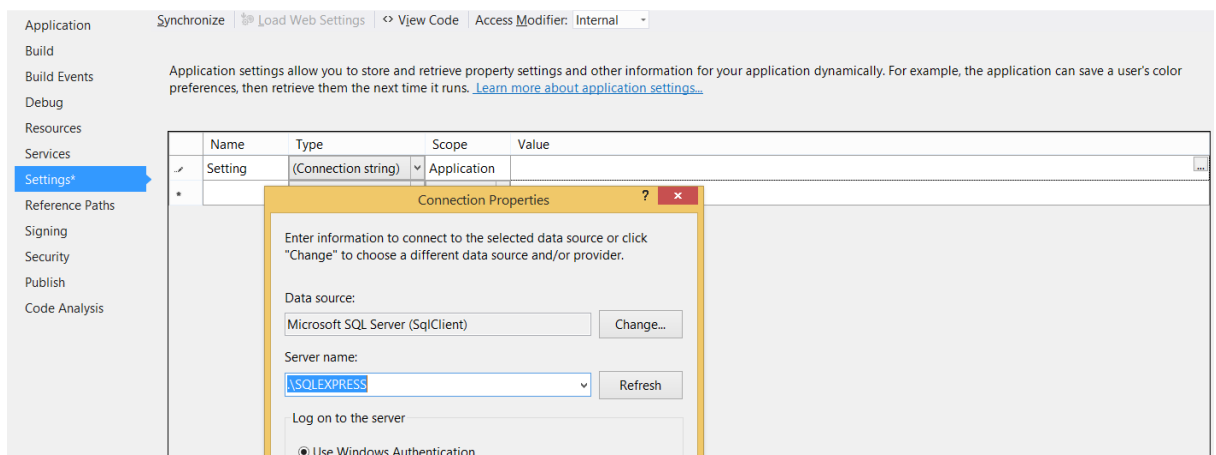 Application
Build
Build Events
Debug
Resources
Services
Settings*
Reference Paths
Signing
Security
Publish
Code Analysis
Synchronize Load Web Settings <> View Code Access Modifier: Internal
Application settings allow you to store and retrieve property settings and other information for your application dynamically. For example, the application can save a user's color
preferences, then retrieve them the next time it runs. Learn more about application settings...
Name Type Scope Value
Setting (Connection string) Application ...
*
Connection Properties ? ×
Enter information to connect to the selected data source or click
"Change" to choose a different data source and/or provider.
Data source:
Microsoft SQL Server (SqlClient) Change...
Server name:
.\SQLEXPRESS Refresh
Log on to the server
Use Windows Authentication